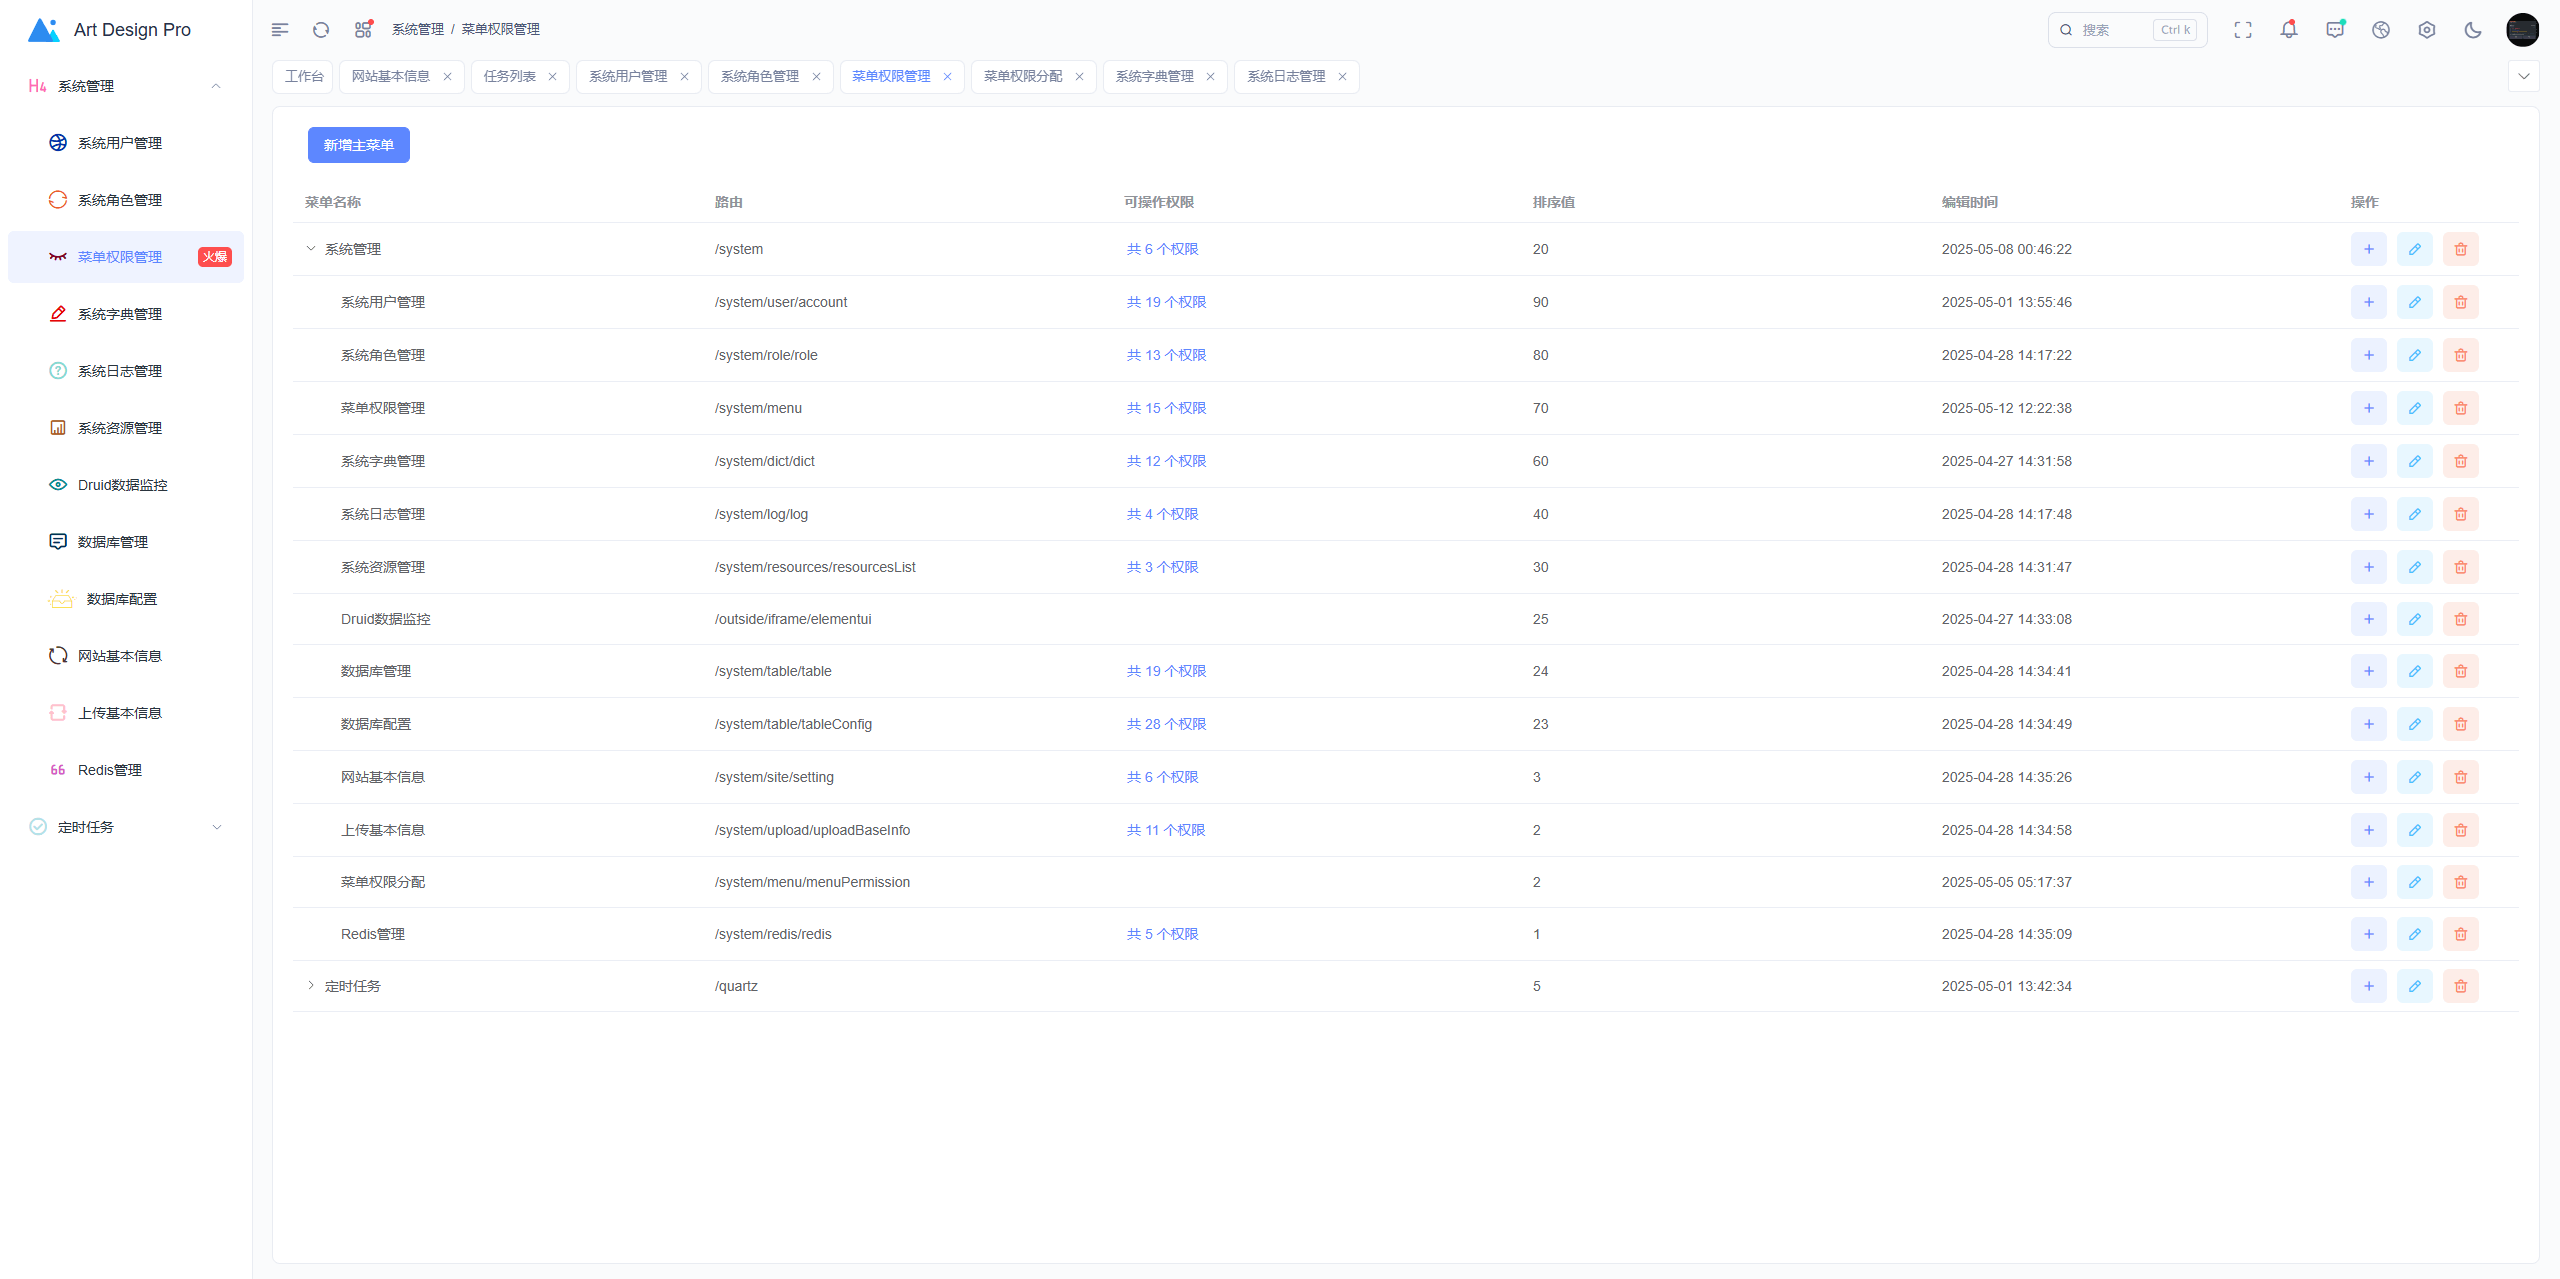 Art Design Pro
系统管理
系统用户管理
系统角色管理
菜单权限管理 火爆
系统字典管理
系统日志管理
系统资源管理
Druid数据监控
数据库管理
数据库配置
网站基本信息
上传基本信息
Redis管理
定时任务
系统管理 / 菜单权限管理
搜索 Ctrl k
工作台 网站基本信息 任务列表 系统用户管理 系统角色管理 菜单权限管理 菜单权限分配 系统字典管理 系统日志管理
新增主菜单
菜单名称 路由 可操作权限 排序值 编辑时间 操作
系统管理 /system 共 6 个权限 20 2025-05-08 00:46:22
系统用户管理 /system/user/account 共 19 个权限 90 2025-05-01 13:55:46
系统角色管理 /system/role/role 共 13 个权限 80 2025-04-28 14:17:22
菜单权限管理 /system/menu 共 15 个权限 70 2025-05-12 12:22:38
系统字典管理 /system/dict/dict 共 12 个权限 60 2025-04-27 14:31:58
系统日志管理 /system/log/log 共 4 个权限 40 2025-04-28 14:17:48
系统资源管理 /system/resources/resourcesList 共 3 个权限 30 2025-04-28 14:31:47
Druid数据监控 /outside/iframe/elementui 25 2025-04-27 14:33:08
数据库管理 /system/table/table 共 19 个权限 24 2025-04-28 14:34:41
数据库配置 /system/table/tableConfig 共 28 个权限 23 2025-04-28 14:34:49
网站基本信息 /system/site/setting 共 6 个权限 3 2025-04-28 14:35:26
上传基本信息 /system/upload/uploadBaseInfo 共 11 个权限 2 2025-04-28 14:34:58
菜单权限分配 /system/menu/menuPermission 2 2025-05-05 05:17:37
Redis管理 /system/redis/redis 共 5 个权限 1 2025-04-28 14:35:09
定时任务 /quartz 5 2025-05-01 13:42:34